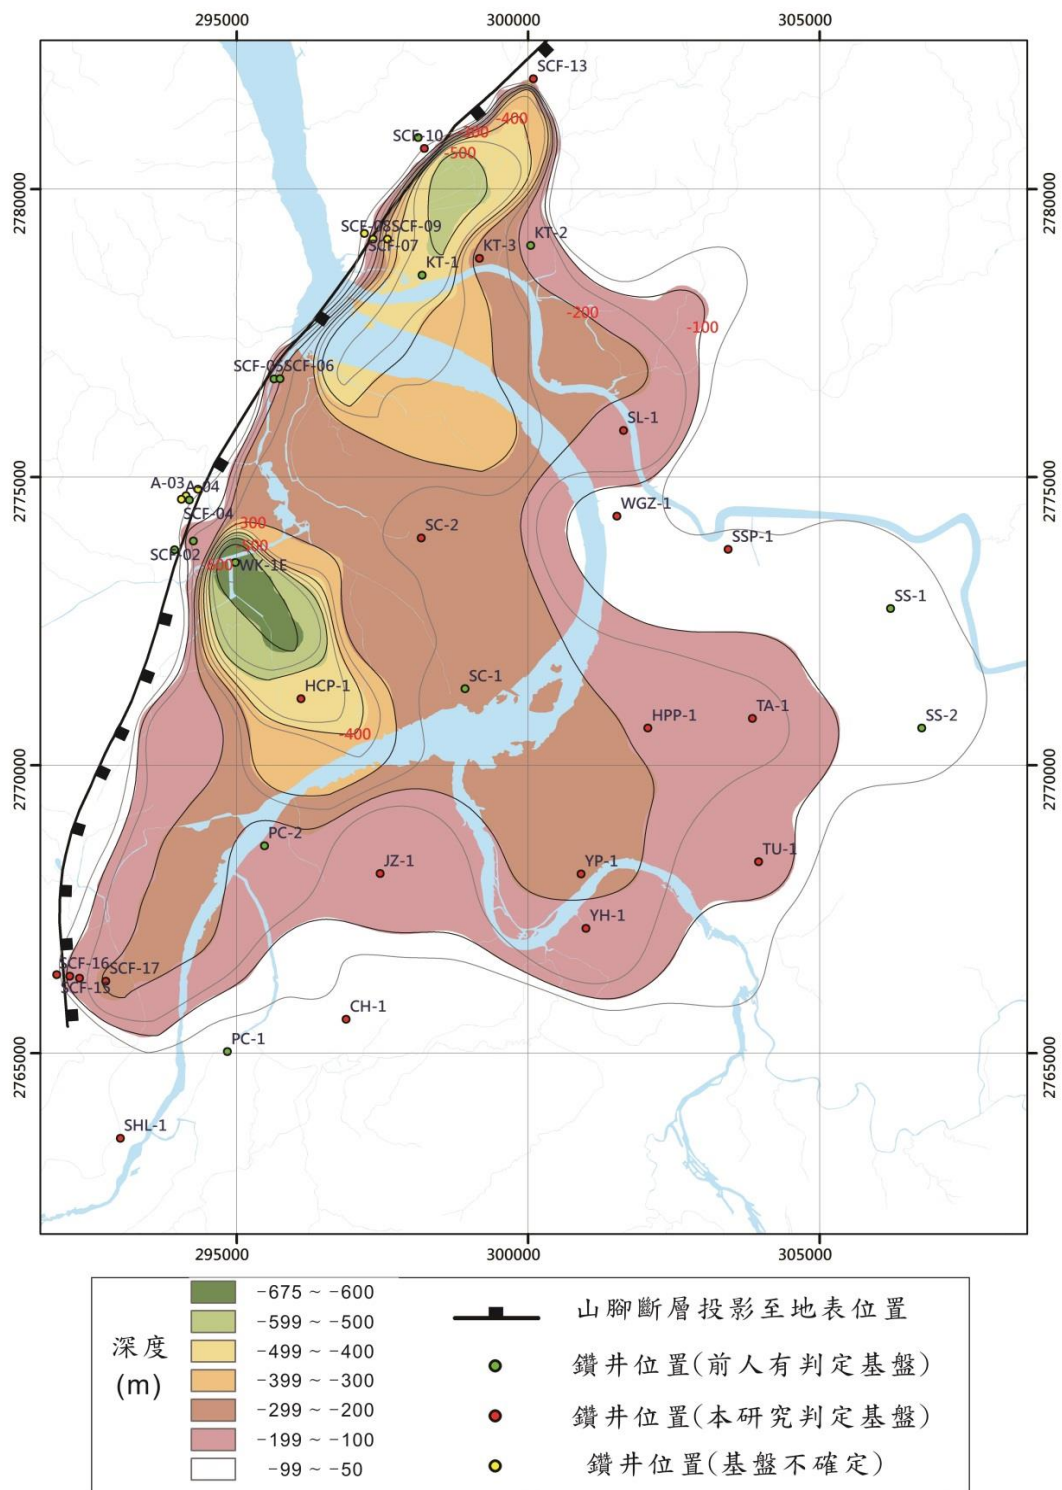 295000 300000 305000
SCF-13
-400
SCF-10
-300
-500
2780000 2780000
SCF-08 SCF-09
KT-2
KT-3
SCF-07
KT-1
-200
-100
SCF-05 SCF-06
SL-1
2775000 2775000
A-03 A-04
WGZ-1
SCF-04
-300
SC-2
SSP-1
-500
SCF-02
-600
WK-1E
SS-1
HCP-1
SC-1
TA-1
HPP-1
SS-2
-400
2770000 2770000
PC-2
JZ-1
YP-1
TU-1
YH-1
SCF-16
SCF-17
SCF-15
CH-1
PC-1
2765000 2765000
SHL-1
295000 300000 305000
深度
(m)
-675 ~ -600
-599 ~ -500
-499 ~ -400
-399 ~ -300
-299 ~ -200
-199 ~ -100
-99 ~ -50
山腳斷層投影至地表位置
鑽井位置(前人有判定基盤)
鑽井位置(本研究判定基盤)
鑽井位置(基盤不確定)